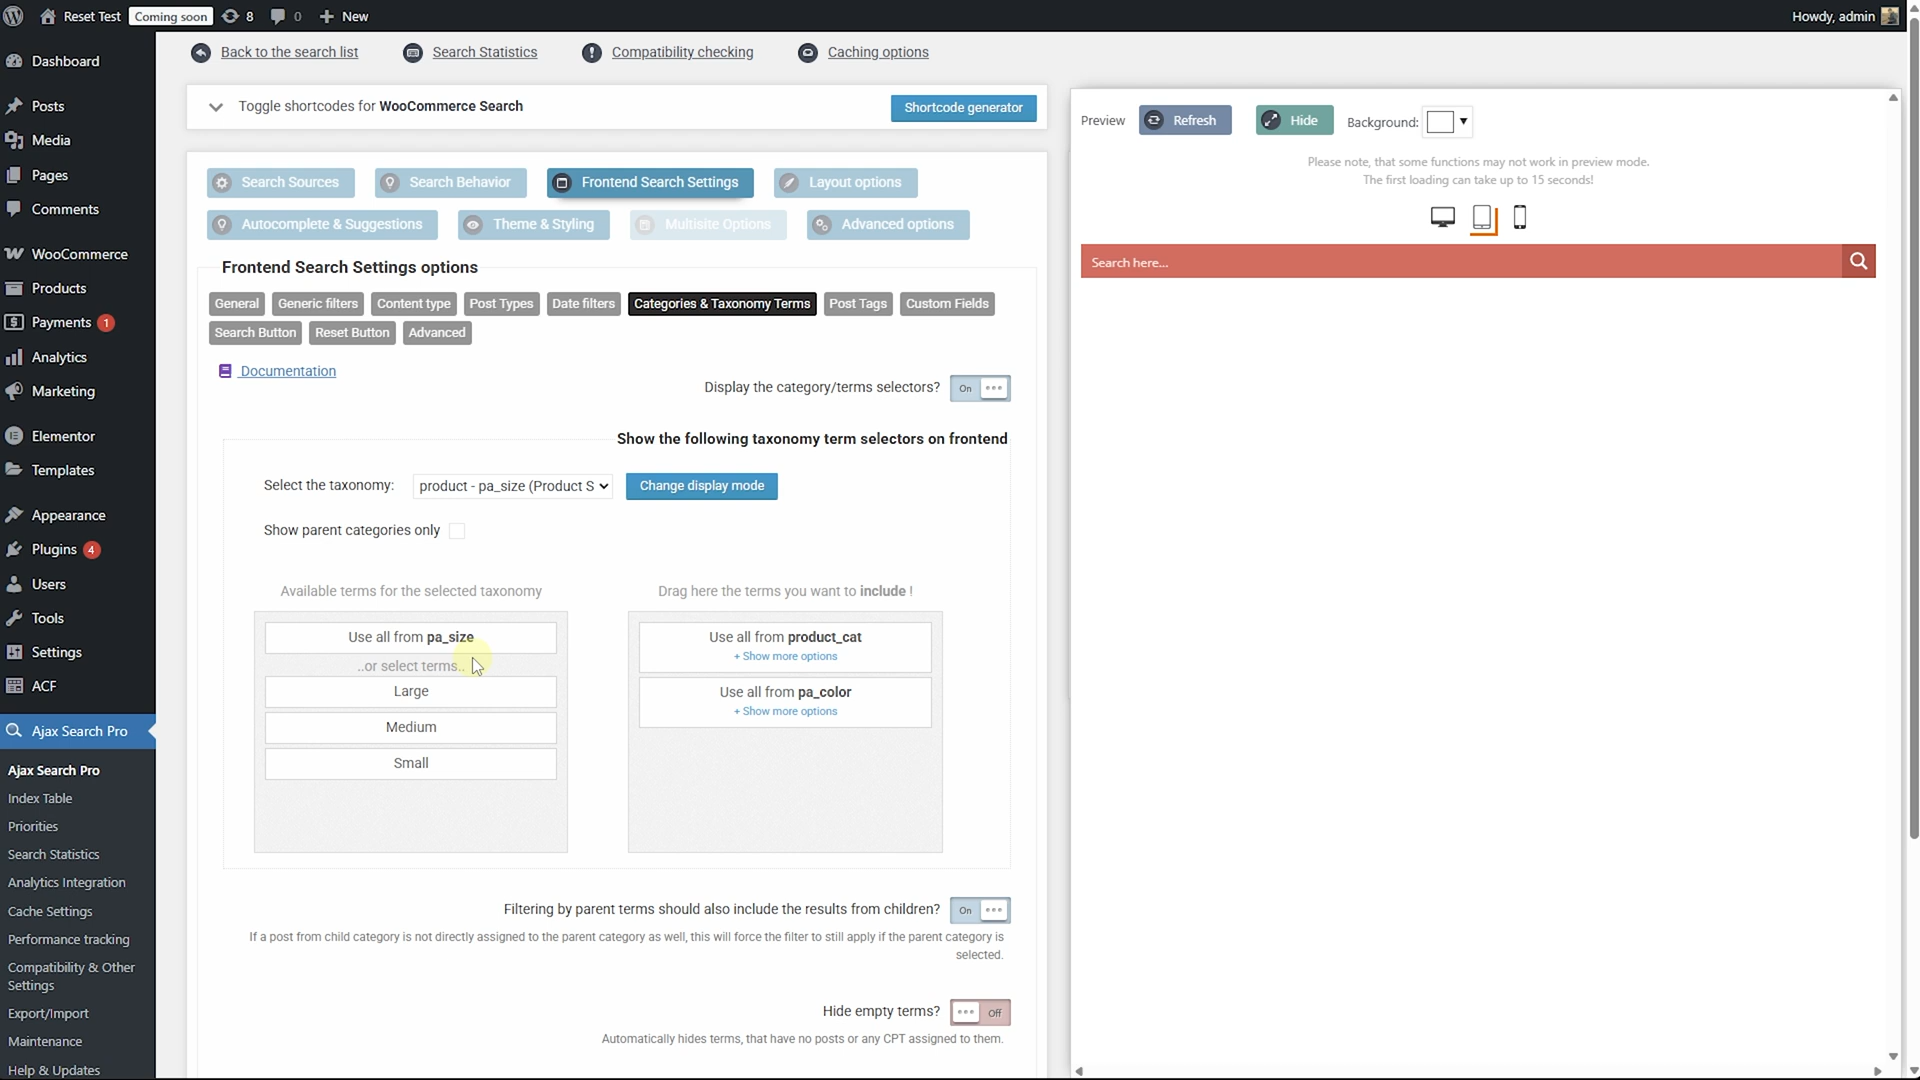 Reset Test
Coming soon
8
0
New
Howdy, admin
Dashboard
Posts
Media
Pages
Comments
WooCommerce
Products
Payments 1
Analytics
Marketing
Elementor
Templates
Appearance
Plugins 4
Users
Tools
Settings
ACF
Ajax Search Pro
Ajax Search Pro
Index Table
Priorities
Search Statistics
Analytics Integration
Cache Settings
Performance tracking
Compatibility & Other
Settings
Export/Import
Maintenance
Help & Updates
Back to the search list
Search Statistics
Compatibility checking
Caching options
Toggle shortcodes for WooCommerce Search
Shortcode generator
Search Sources
Search Behavior
Frontend Search Settings
Layout options
Autocomplete & Suggestions
Theme & Styling
Multisite Options
Advanced options
Frontend Search Settings options
General
Generic filters
Content type
Post Types
Date filters
Categories & Taxonomy Terms
Post Tags
Custom Fields
Search Button
Reset Button
Advanced
Documentation
Display the category/terms selectors?
On
Show the following taxonomy term selectors on frontend
Select the taxonomy:
product - pa_size (Product S
Change display mode
Show parent categories only
Available terms for the selected taxonomy
Use all from pa_size
..or select terms..
Large
Medium
Small
Drag here the terms you want to include !
Use all from product_cat
+ Show more options
Use all from pa_color
+ Show more options
Filtering by parent terms should also include the results from children?
On
If a post from child category is not directly assigned to the parent category as well, this will force the filter to still apply if the parent category is
selected.
Hide empty terms?
Off
Automatically hides terms, that have no posts or any CPT assigned to them.
Preview
Refresh
Hide
Background:
Please note, that some functions may not work in preview mode.
The first loading can take up to 15 seconds!
Search here...